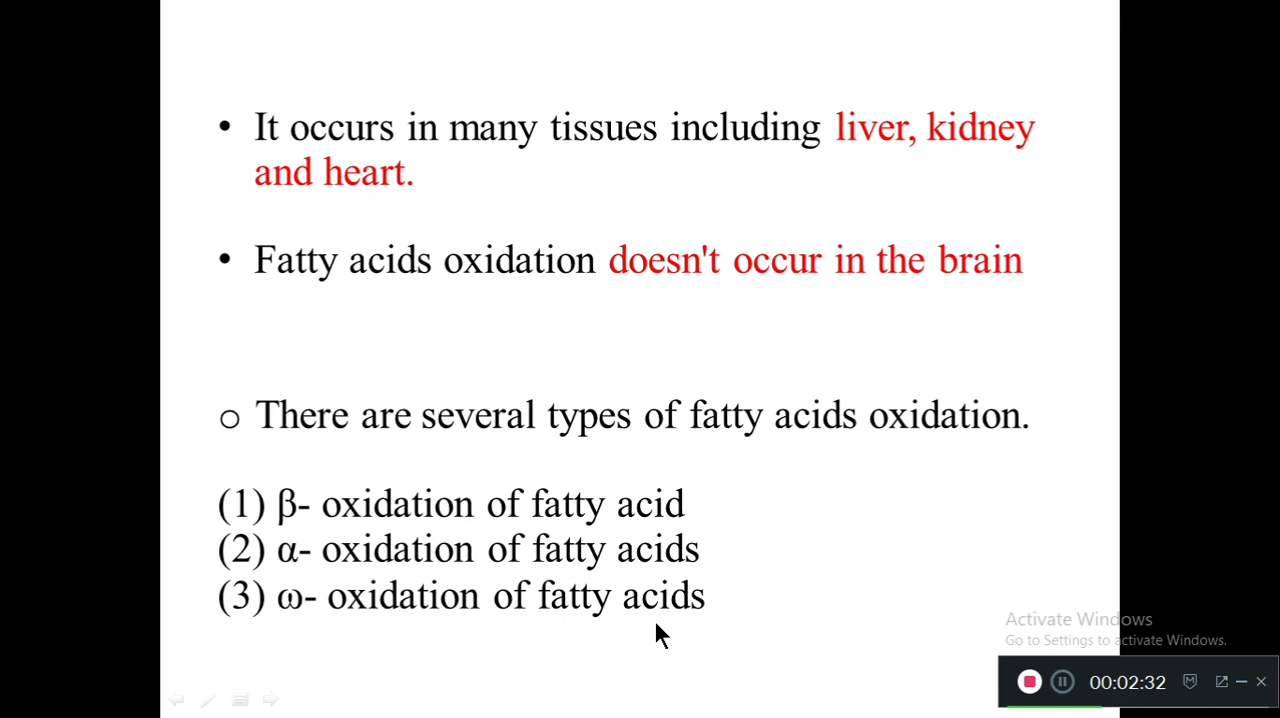 • It occurs in many tissues including liver, kidney
and heart.
• Fatty acids oxidation doesn't occur in the brain
o There are several types of fatty acids oxidation.
(1) β- oxidation of fatty acid
(2) α- oxidation of fatty acids
(3) ω- oxidation of fatty acids
Activate Windows
Go to Settings to activate Windows.
00:02:32